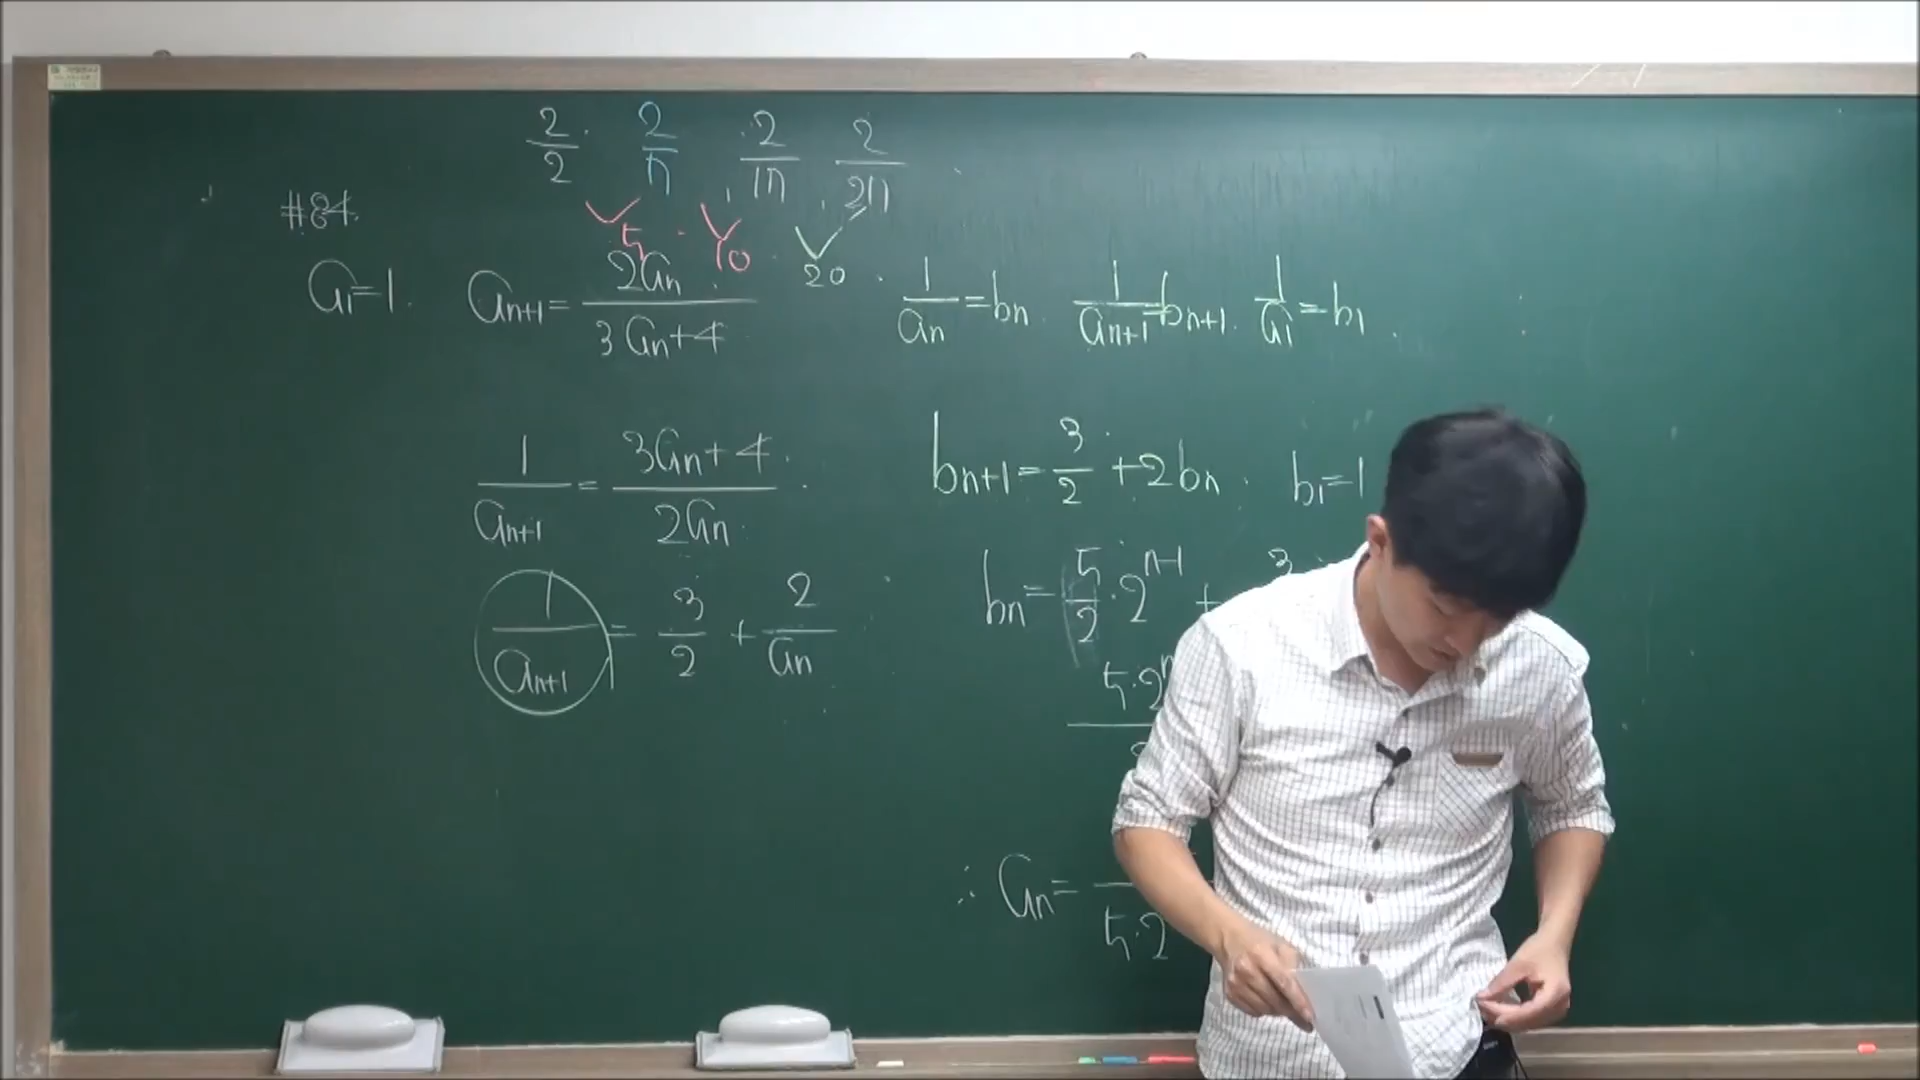 2/2 . 2/7 , 2/17 , 2/37
#84.
5 . 10 . 20 .
a₁=1. aₙ₊₁ = 2aₙ / 3aₙ+4 1/aₙ = bₙ 1/aₙ₊₁ = bₙ₊₁ . 1/a₁ = b₁
1/aₙ₊₁ = 3aₙ+4 / 2aₙ bₙ₊₁ = 3/2 + 2bₙ . b₁=1
1/aₙ₊₁ = 3/2 + 2/aₙ bₙ = 5/2 · 2ⁿ⁻¹ + 3
5·2ⁿ
∴ aₙ = 5·2